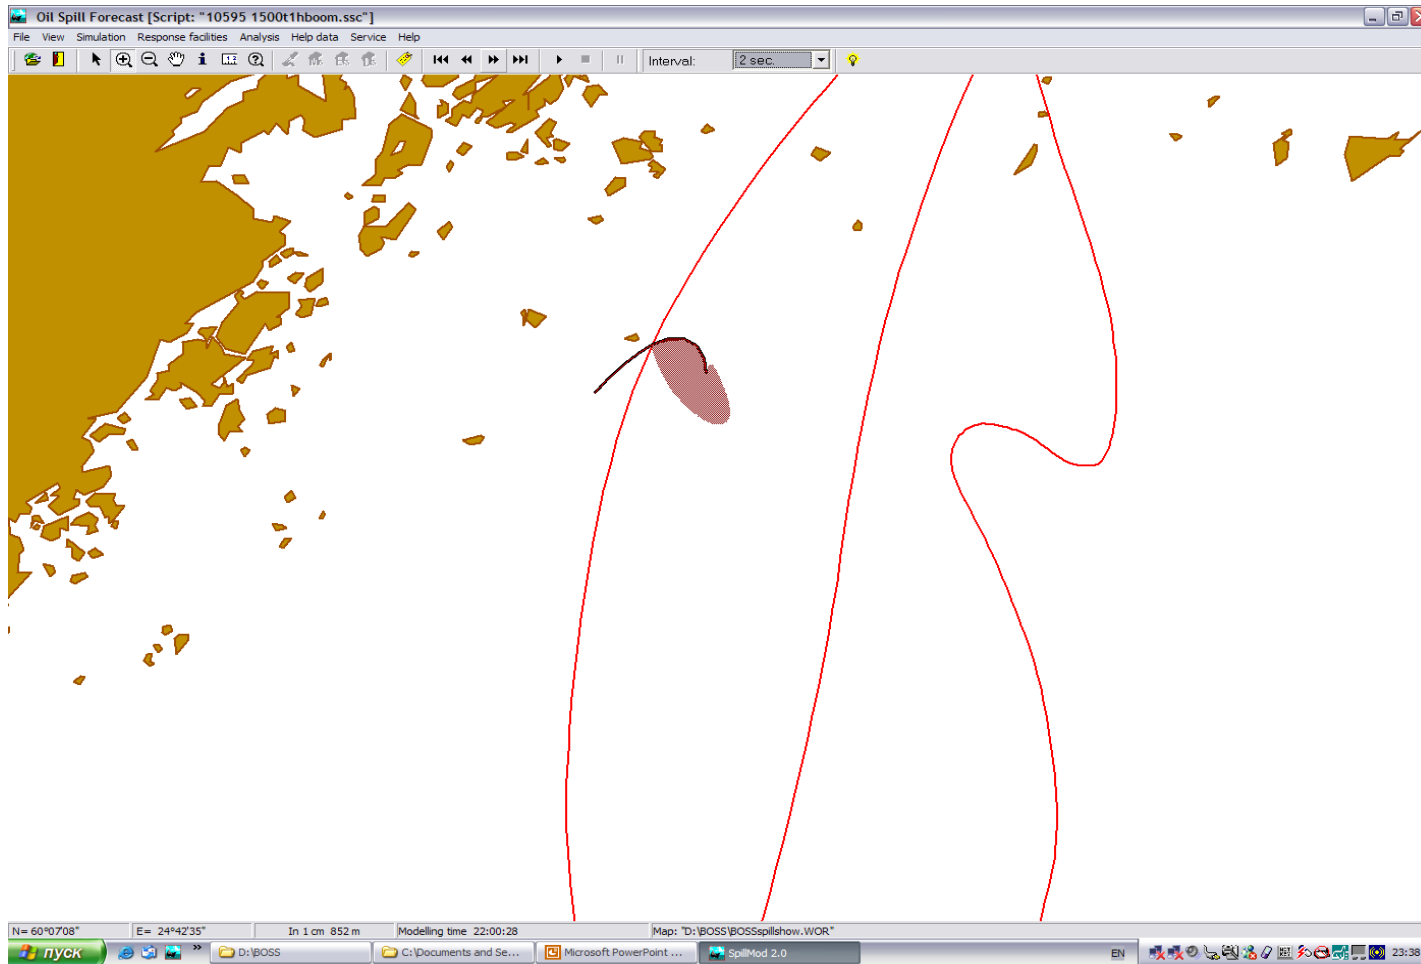 Oil Spill Forecast [Script: "10595 1500t1hboom.ssc"]
File View Simulation Response facilities Analysis Help data Service Help
Interval: 2 sec.
N= 60°07'08" E= 24°42'35" In 1 cm 852 m Modelling time 22:00:28 Map: "D:\BOSS\BOSSspillshow.WOR"
пуск » D:\BOSS C:\Documents and Se... Microsoft PowerPoint ... SpillMod 2.0 EN 23:38